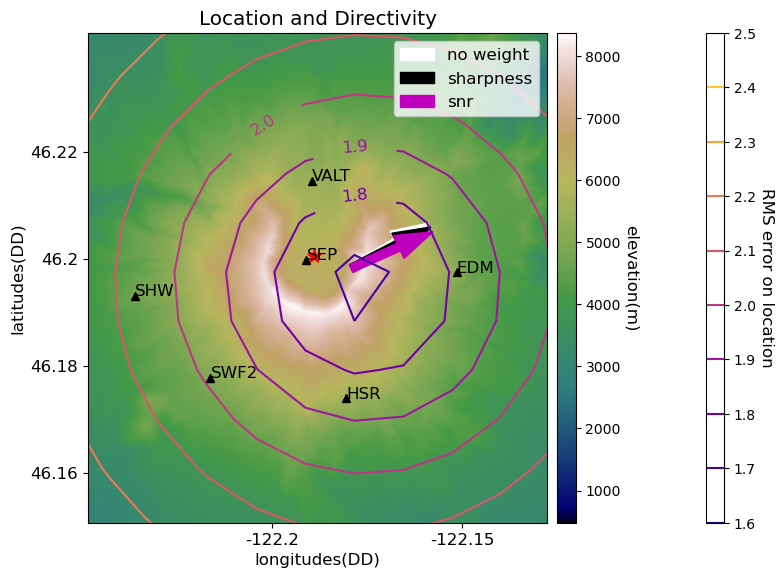 Location and Directivity
no weight
sharpness
snr
2.0
1.9
1.8
VALT
SEP
EDM
SHW
SWF2
HSR
46.22
46.2
46.18
46.16
latitudes(DD)
-122.2
-122.15
longitudes(DD)
8000
7000
6000
5000
4000
3000
2000
1000
elevation(m)
2.5
2.4
2.3
2.2
2.1
2.0
1.9
1.8
1.7
1.6
RMS error on location